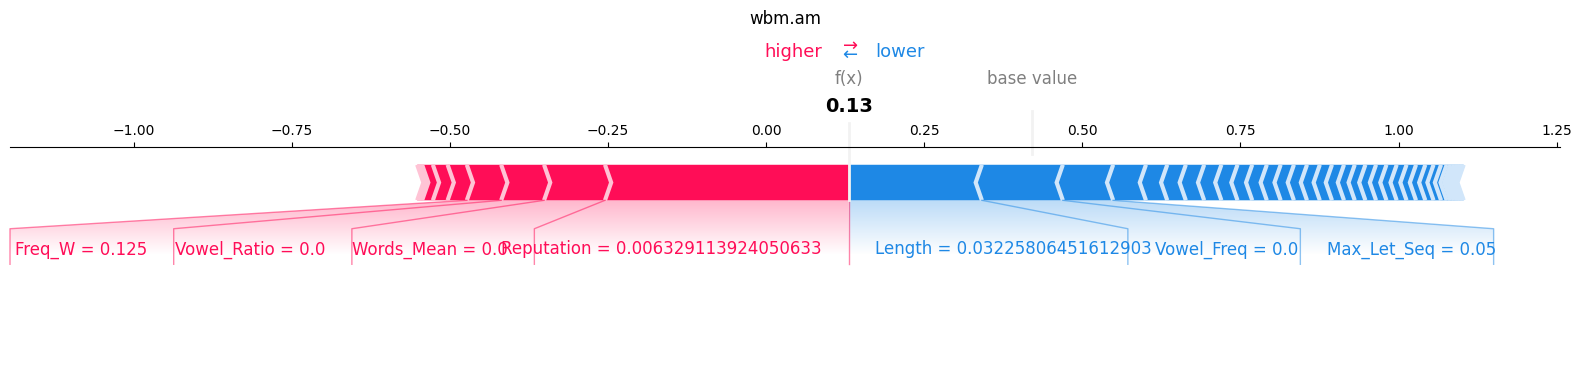 wbm.am
higher → ← lower
f(x) base value
0.13
−1.00 −0.75 −0.50 −0.25 0.00 0.25 0.50 0.75 1.00 1.25
Freq_W = 0.125 Vowel_Ratio = 0.0 Words_Mean = 0.0 Reputation = 0.006329113924050633 Length = 0.03225806451612903 Vowel_Freq = 0.0 Max_Let_Seq = 0.05